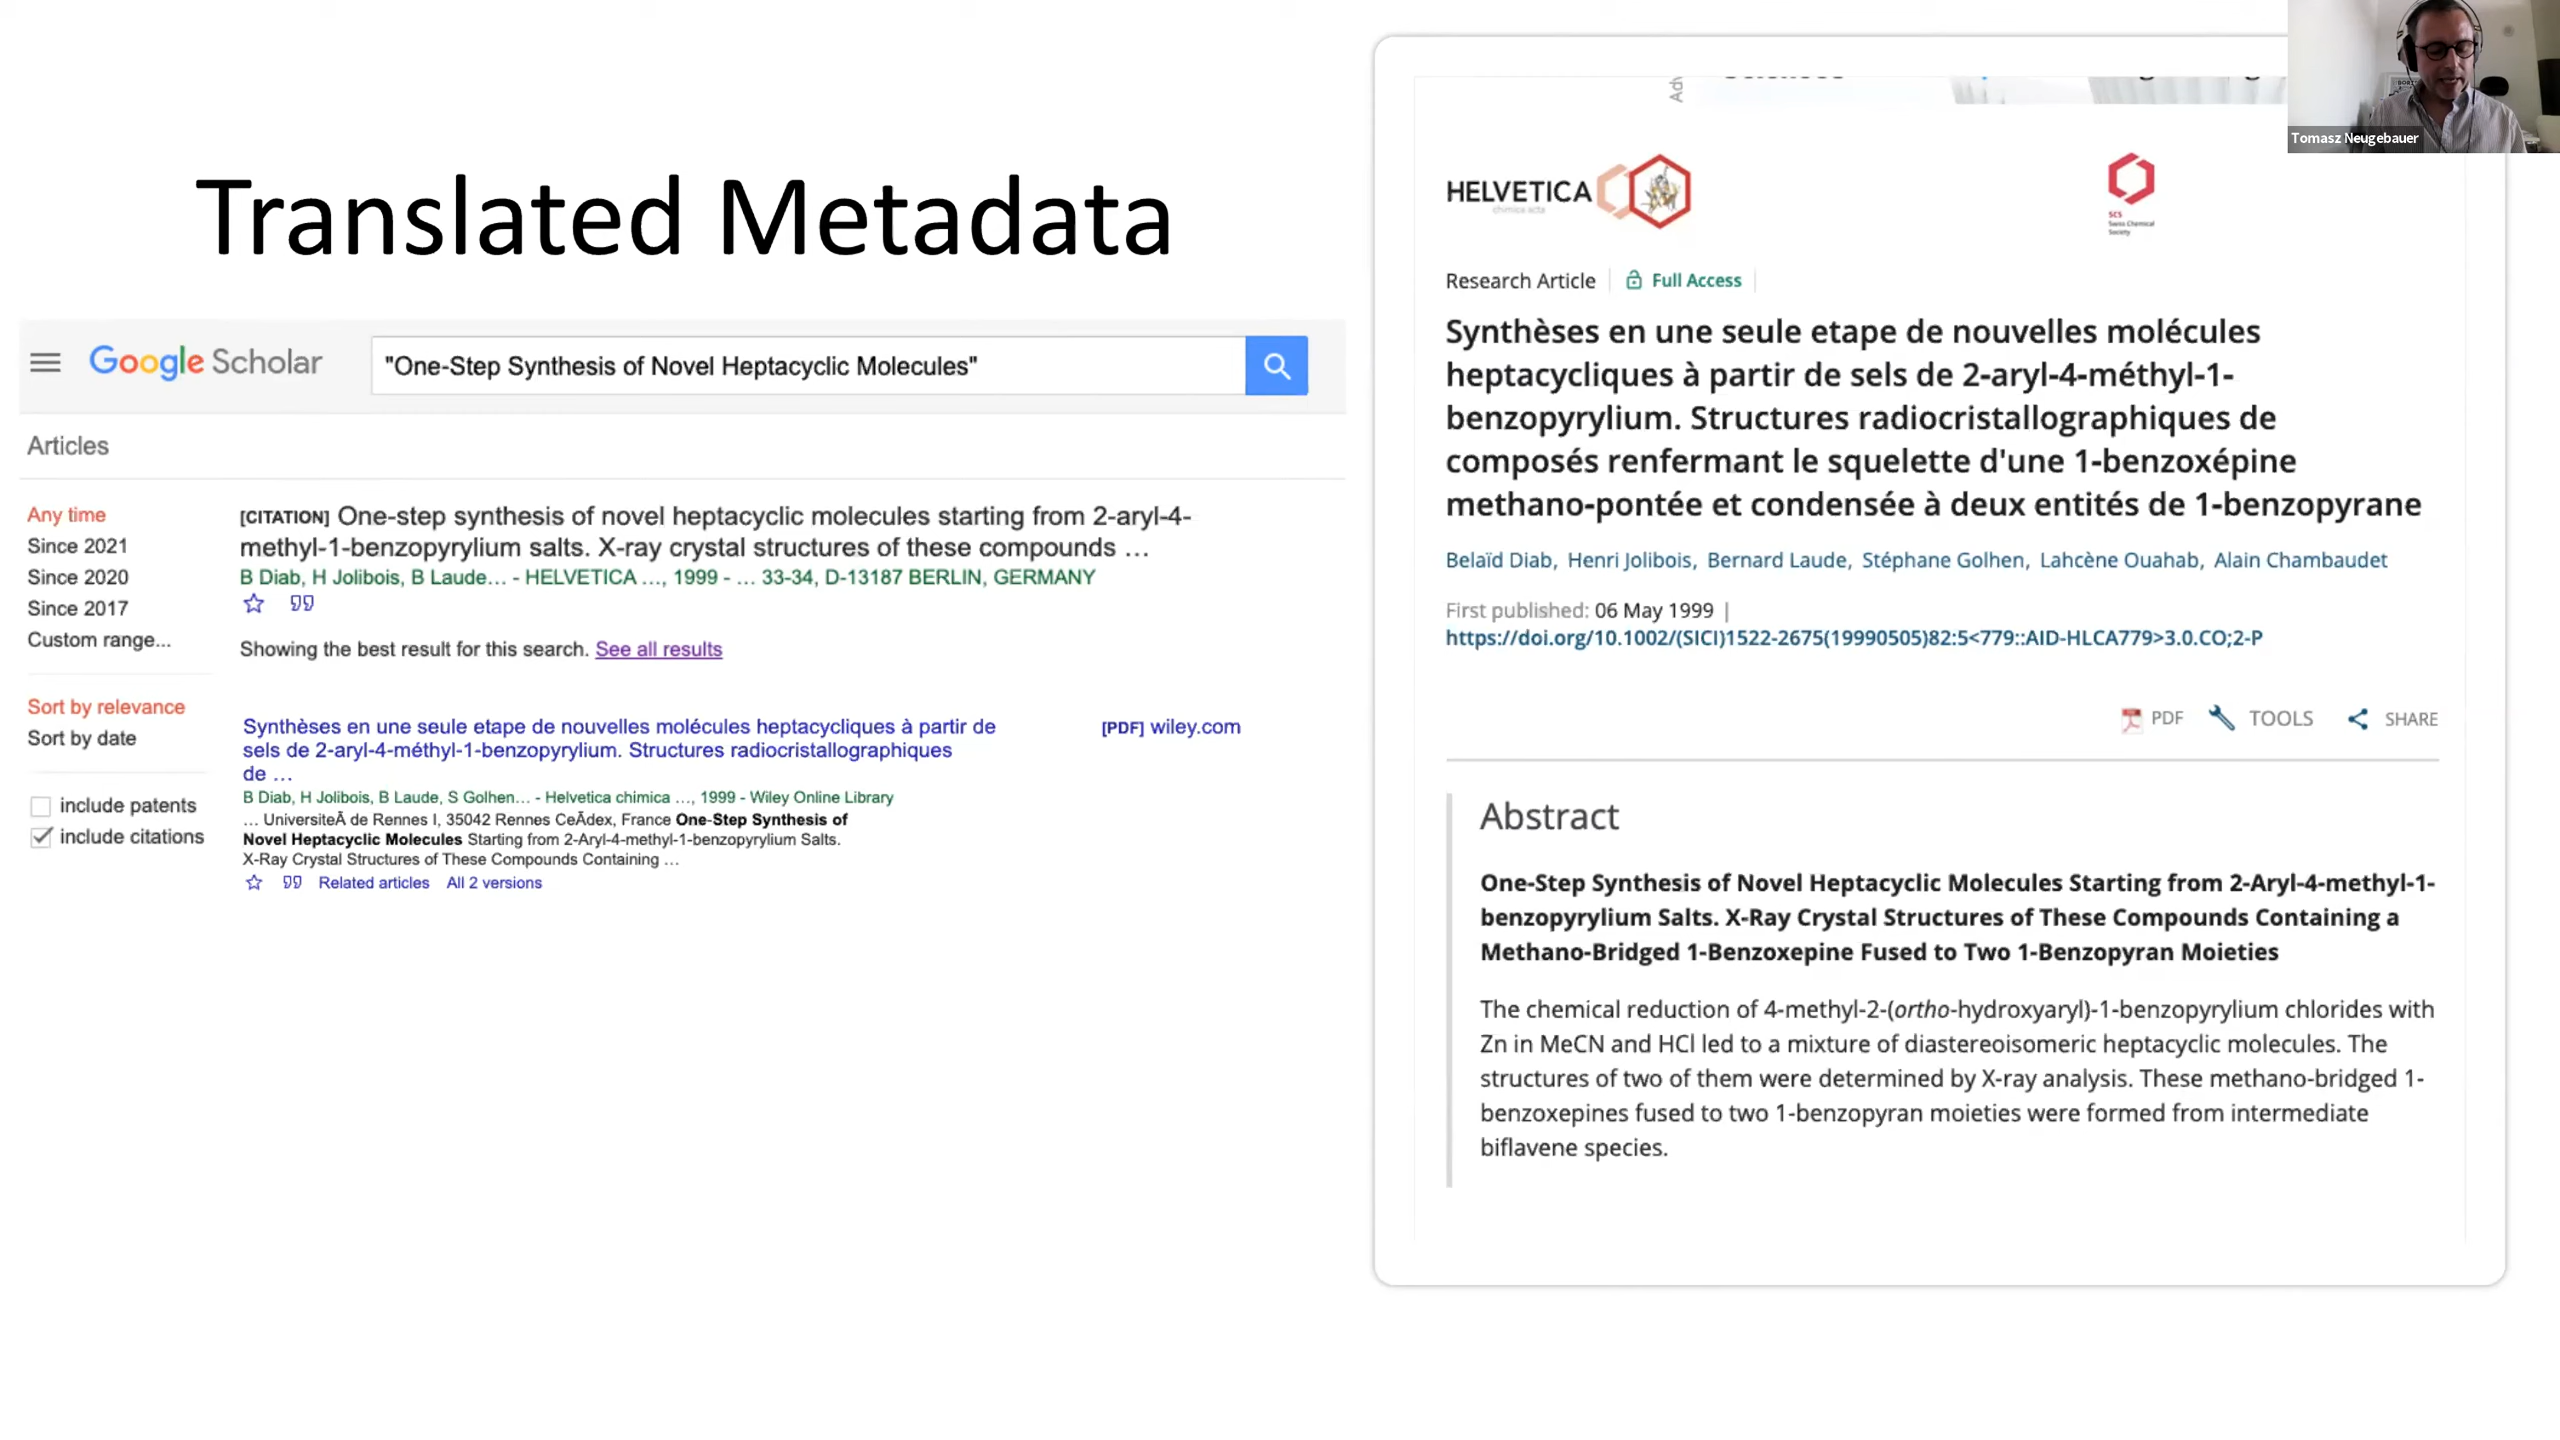 Translated Metadata
Google Scholar
"One-Step Synthesis of Novel Heptacyclic Molecules"
Articles
Any time
Since 2021
Since 2020
Since 2017
Custom range...
Sort by relevance
Sort by date
include patents
include citations
[CITATION] One-step synthesis of novel heptacyclic molecules starting from 2-aryl-4-
methyl-1-benzopyrylium salts. X-ray crystal structures of these compounds …
B Diab, H Jolibois, B Laude… - HELVETICA …, 1999 - … 33-34, D-13187 BERLIN, GERMANY
Showing the best result for this search. See all results
Synthèses en une seule etape de nouvelles molécules heptacycliques à partir de
sels de 2-aryl-4-méthyl-1-benzopyrylium. Structures radiocristallographiques
de …
[PDF] wiley.com
B Diab, H Jolibois, B Laude, S Golhen… - Helvetica chimica …, 1999 - Wiley Online Library
… UniversiteÂ de Rennes I, 35042 Rennes CeÂdex, France One-Step Synthesis of
Novel Heptacyclic Molecules Starting from 2-Aryl-4-methyl-1-benzopyrylium Salts.
X-Ray Crystal Structures of These Compounds Containing …
Related articles All 2 versions
Tomasz Neugebauer
HELVETICA
chimica acta
SCS
Swiss Chemical
Society
Research Article
Full Access
Synthèses en une seule etape de nouvelles molécules
heptacycliques à partir de sels de 2-aryl-4-méthyl-1-
benzopyrylium. Structures radiocristallographiques de
composés renfermant le squelette d'une 1-benzoxépine
methano-pontée et condensée à deux entités de 1-benzopyrane
Belaïd Diab, Henri Jolibois, Bernard Laude, Stéphane Golhen, Lahcène Ouahab, Alain Chambaudet
First published: 06 May 1999 |
https://doi.org/10.1002/(SICI)1522-2675(19990505)82:5<779::AID-HLCA779>3.0.CO;2-P
PDF TOOLS SHARE
Abstract
One-Step Synthesis of Novel Heptacyclic Molecules Starting from 2-Aryl-4-methyl-1-
benzopyrylium Salts. X-Ray Crystal Structures of These Compounds Containing a
Methano-Bridged 1-Benzoxepine Fused to Two 1-Benzopyran Moieties
The chemical reduction of 4-methyl-2-(ortho-hydroxyaryl)-1-benzopyrylium chlorides with
Zn in MeCN and HCl led to a mixture of diastereoisomeric heptacyclic molecules. The
structures of two of them were determined by X-ray analysis. These methano-bridged 1-
benzoxepines fused to two 1-benzopyran moieties were formed from intermediate
biflavene species.